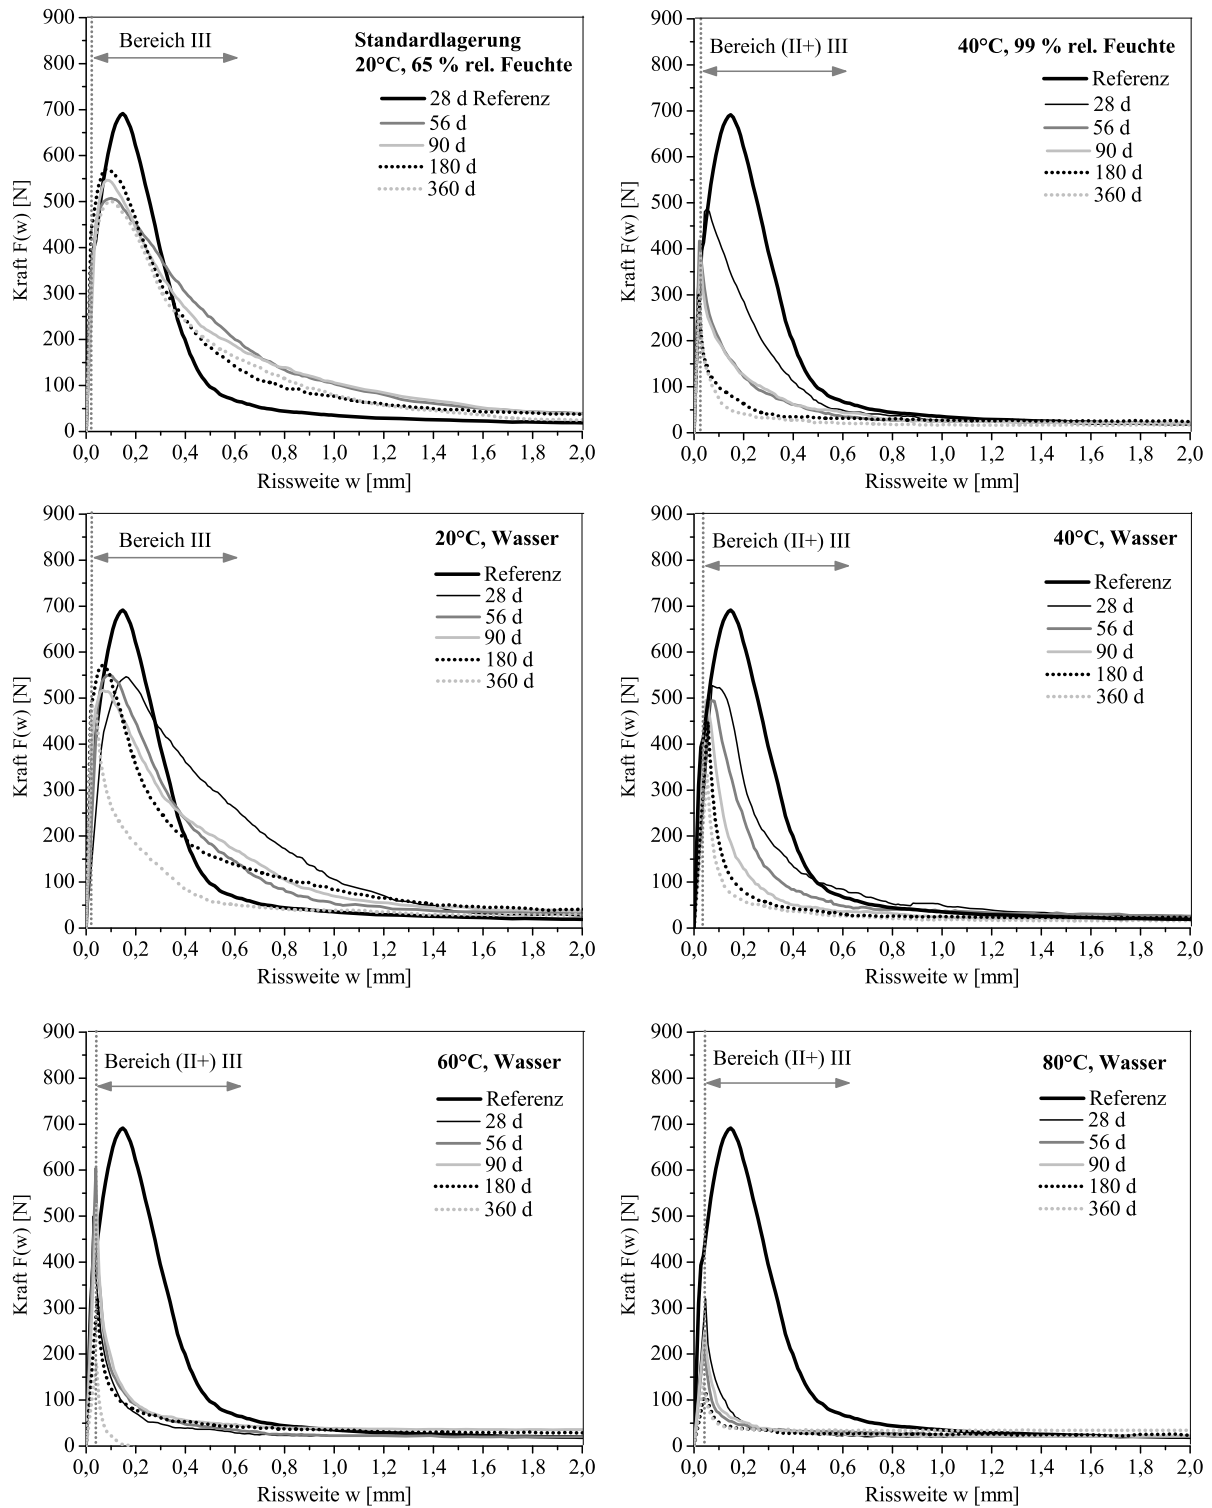 900
800
700
600
500
400
300
200
100
0
Kraft F(w) [N]
Bereich III
Standardlagerung
20°C, 65 % rel. Feuchte
28 d Referenz
56 d
90 d
180 d
360 d
0,0 0,2 0,4 0,6 0,8 1,0 1,2 1,4 1,6 1,8 2,0
Rissweite w [mm]
900
800
700
600
500
400
300
200
100
0
Kraft F(w) [N]
Bereich (II+) III
40°C, 99 % rel. Feuchte
Referenz
28 d
56 d
90 d
180 d
360 d
0,0 0,2 0,4 0,6 0,8 1,0 1,2 1,4 1,6 1,8 2,0
Rissweite w [mm]
900
800
700
600
500
400
300
200
100
0
Kraft F(w) [N]
Bereich III
20°C, Wasser
Referenz
28 d
56 d
90 d
180 d
360 d
0,0 0,2 0,4 0,6 0,8 1,0 1,2 1,4 1,6 1,8 2,0
Rissweite w [mm]
900
800
700
600
500
400
300
200
100
0
Kraft F(w) [N]
Bereich (II+) III
40°C, Wasser
Referenz
28 d
56 d
90 d
180 d
360 d
0,0 0,2 0,4 0,6 0,8 1,0 1,2 1,4 1,6 1,8 2,0
Rissweite w [mm]
900
800
700
600
500
400
300
200
100
0
Kraft F(w) [N]
Bereich (II+) III
60°C, Wasser
Referenz
28 d
56 d
90 d
180 d
360 d
0,0 0,2 0,4 0,6 0,8 1,0 1,2 1,4 1,6 1,8 2,0
Rissweite w [mm]
900
800
700
600
500
400
300
200
100
0
Kraft F(w) [N]
Bereich (II+) III
80°C, Wasser
Referenz
28 d
56 d
90 d
180 d
360 d
0,0 0,2 0,4 0,6 0,8 1,0 1,2 1,4 1,6 1,8 2,0
Rissweite w [mm]